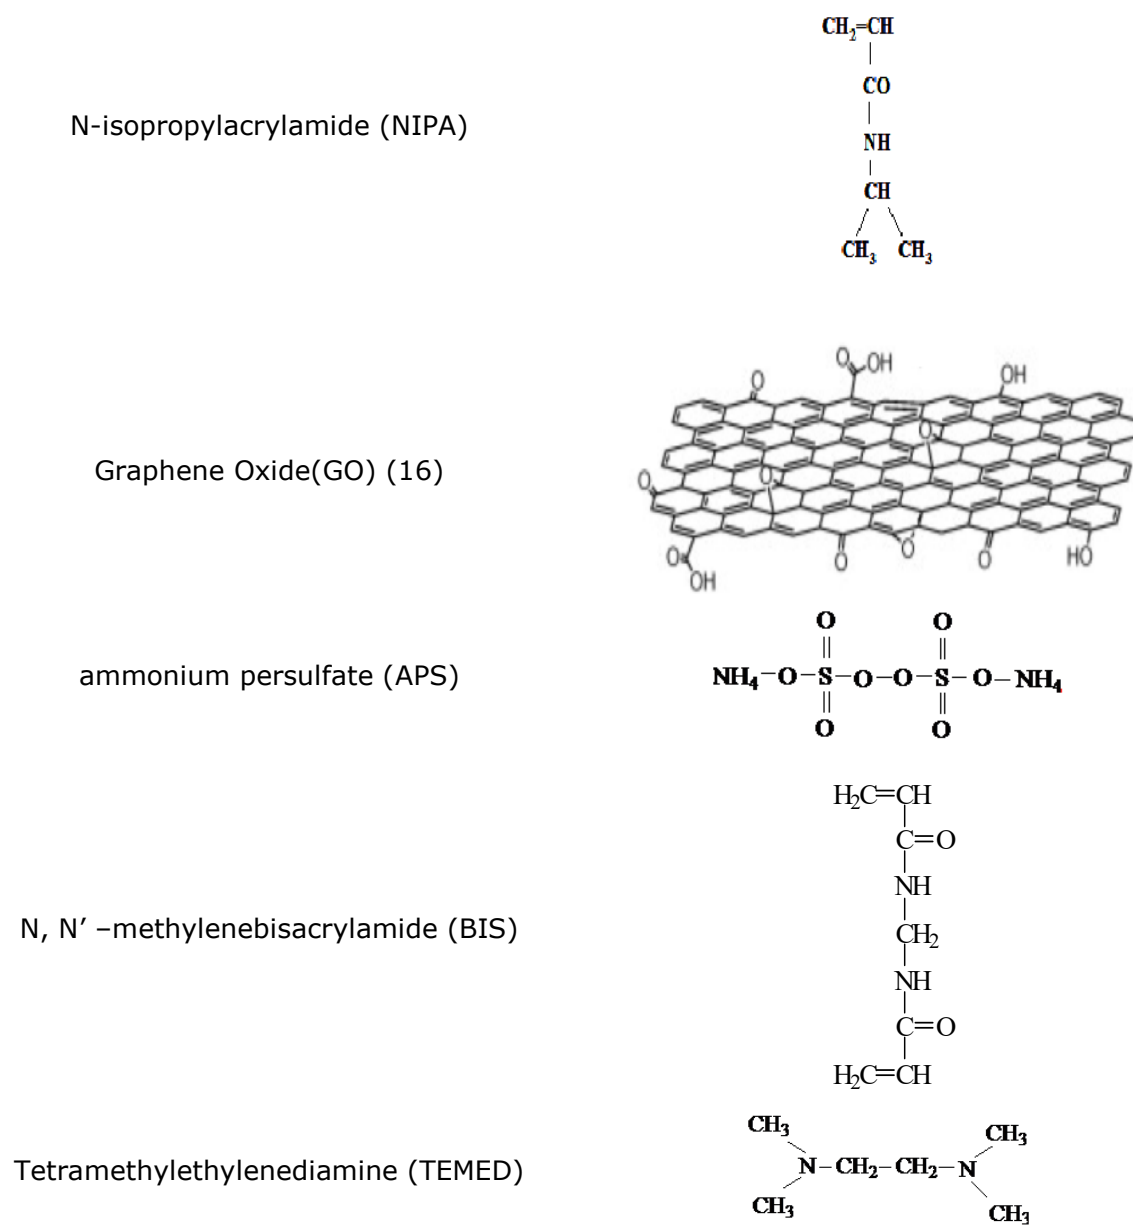 CH₂=CH
CO
N-isopropylacrylamide (NIPA)
NH
CH
CH₃ CH₃
O OH
O OH
O
Graphene Oxide(GO) (16)
O O
O O O HO
O OH
O O
ammonium persulfate (APS)
NH₄-O-S-O-O-S-O-NH₄
O O
H₂C=CH
C=O
NH
N, N’ –methylenebisacrylamide (BIS)
CH₂
NH
C=O
H₂C=CH
CH₃ CH₃
Tetramethylethylenediamine (TEMED)
N-CH₂-CH₂-N
CH₃ CH₃